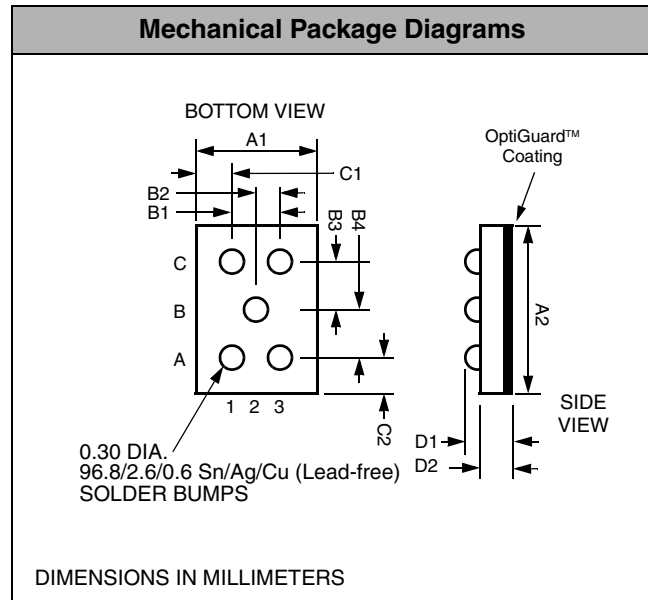 Mechanical Package Diagrams
BOTTOM VIEW
A1
OptiGuard™
Coating
C1
B2
B1
B3
B4
C
B
A
A2
1 2 3
C2
SIDE
VIEW
D1
D2
0.30 DIA.
96.8/2.6/0.6 Sn/Ag/Cu (Lead-free)
SOLDER BUMPS
DIMENSIONS IN MILLIMETERS